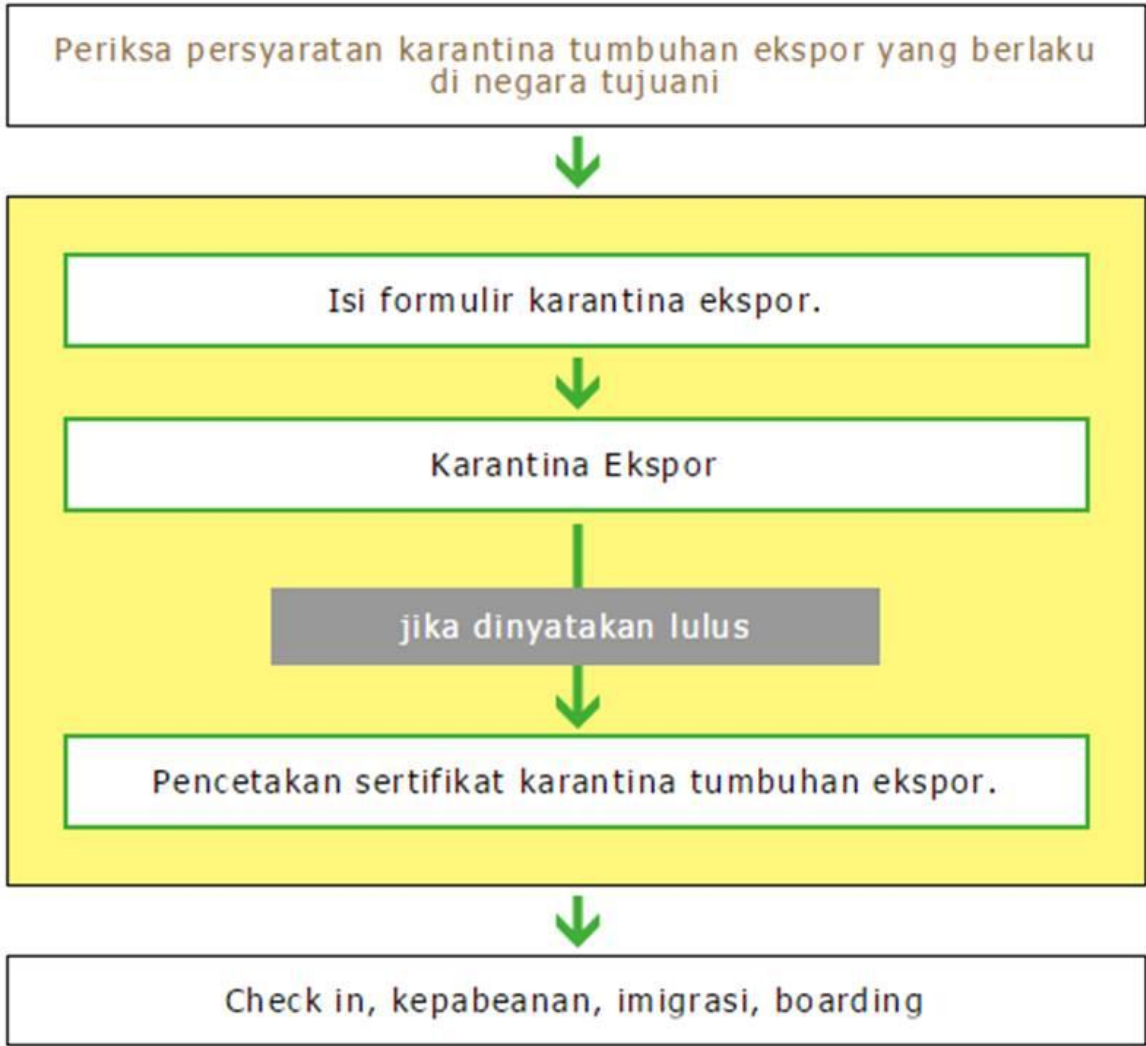 Periksa persyaratan karantina tumbuhan ekspor yang berlaku
di negara tujuani
Isi formulir karantina ekspor.
Karantina Ekspor
jika dinyatakan lulus
Pencetakan sertifikat karantina tumbuhan ekspor.
Check in, kepabeanan, imigrasi, boarding